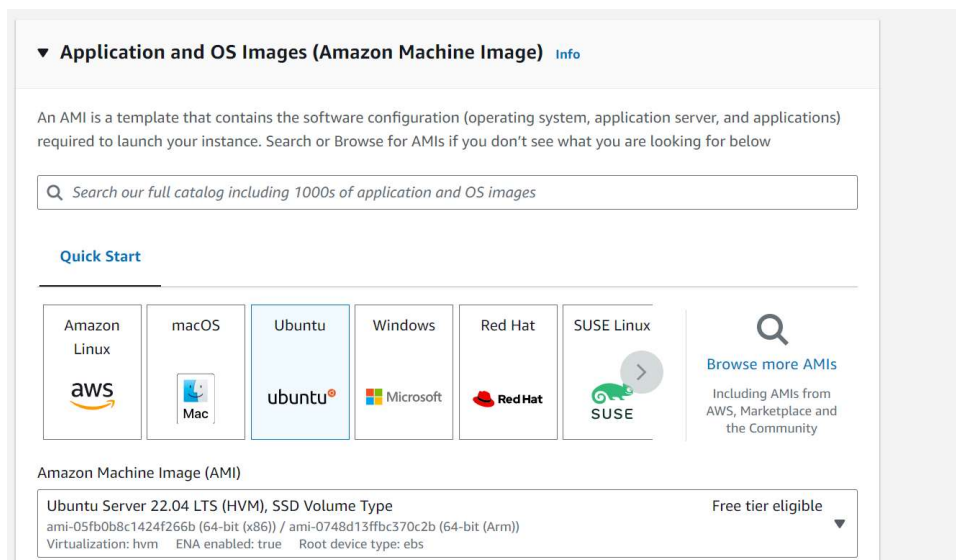 Application and OS Images (Amazon Machine Image) Info
An AMI is a template that contains the software configuration (operating system, application server, and applications)
required to launch your instance. Search or Browse for AMIs if you don't see what you are looking for below
Search our full catalog including 1000s of application and OS images
Quick Start
Amazon
Linux
aws
macOS
Mac
Ubuntu
ubuntu
Windows
Microsoft
Red Hat
Red Hat
SUSE Linux
SUSE
Browse more AMIs
Including AMIs from
AWS, Marketplace and
the Community
Amazon Machine Image (AMI)
Ubuntu Server 22.04 LTS (HVM), SSD Volume Type Free tier eligible
ami-05fb0b8c1424f266b (64-bit (x86)) / ami-0748d13ffbc370c2b (64-bit (Arm))
Virtualization: hvm ENA enabled: true Root device type: ebs